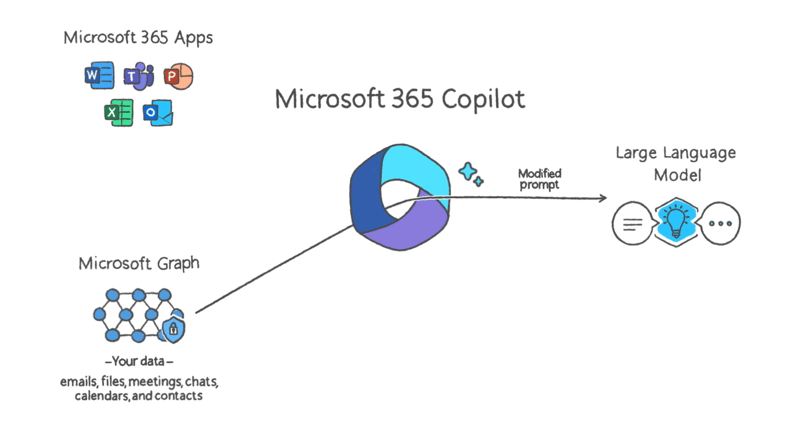 Microsoft 365 Apps
W
T
P
X
O
Microsoft 365 Copilot
Modified
prompt
Large Language
Model
Microsoft Graph
–Your data–
emails, files, meetings, chats,
calendars, and contacts